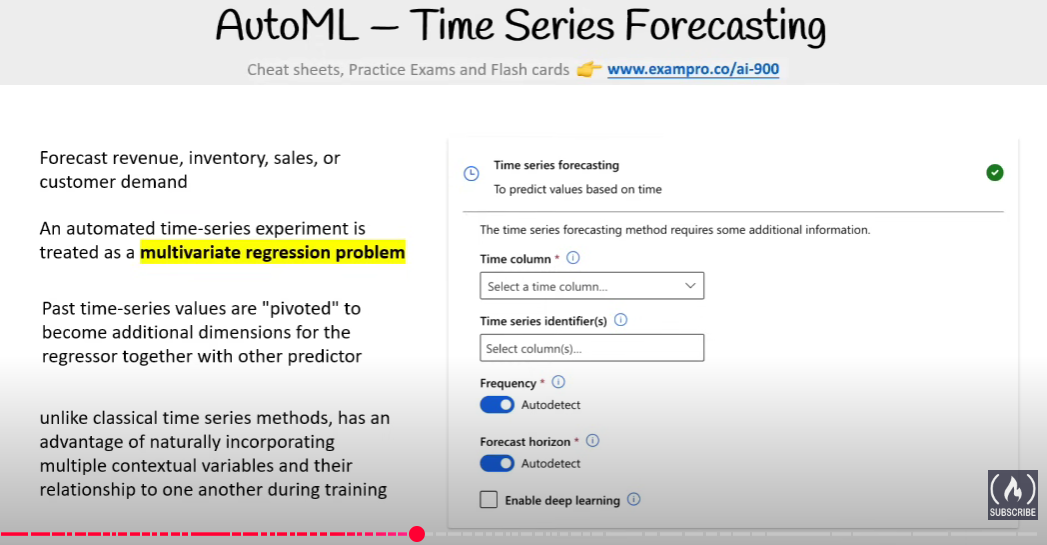 AutoML – Time Series Forecasting
Cheat sheets, Practice Exams and Flash cards 👉 www.exampro.co/ai-900
Forecast revenue, inventory, sales, or
customer demand
An automated time-series experiment is
treated as a multivariate regression problem
Past time-series values are "pivoted" to
become additional dimensions for the
regressor together with other predictor
unlike classical time series methods, has an
advantage of naturally incorporating
multiple contextual variables and their
relationship to one another during training
Time series forecasting
To predict values based on time
The time series forecasting method requires some additional information.
Time column *
Select a time column...
Time series identifier(s)
Select column(s)...
Frequency *
Autodetect
Forecast horizon *
Autodetect
Enable deep learning
SUBSCRIBE